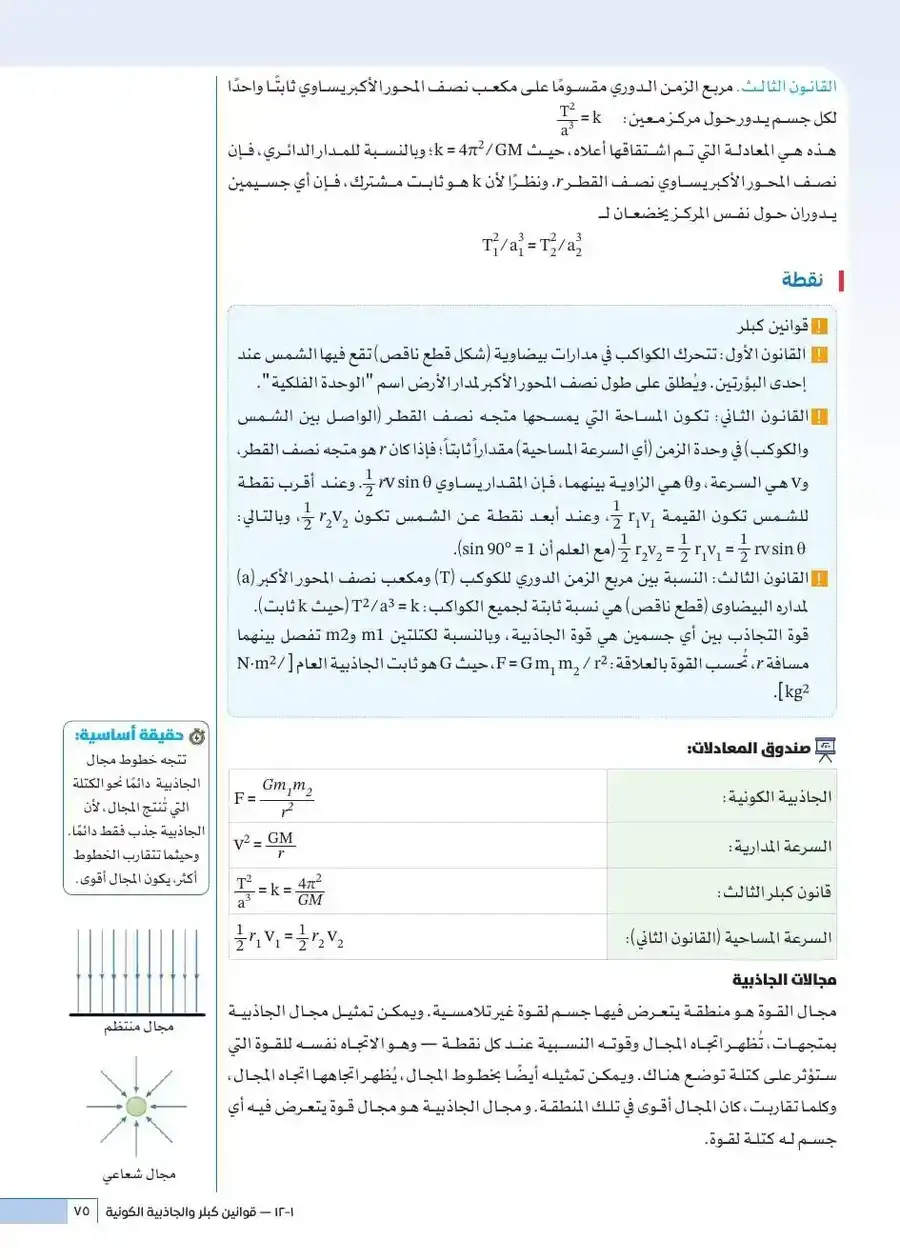 القانون الثالث. مربع الزمن الدوري مقسومًا على مكعب نصف المحور الأكبر يساوي ثابتًا واحدًا
لكل جسم يدور حول مركز معين: T²/a³ = k
هذه هي المعادلة التي تم اشتقاقها أعلاه، حيث k = 4π²/GM؛ وبالنسبة للمدار الدائري، فإن
نصف المحور الأكبر يساوي نصف القطر r. ونظرًا لأن k هو ثابت مشترك، فإن أي جسيمين
يدوران حول نفس المركز يخضعان لـ
T₁²/a₁³ = T₂²/a₂³
نقطة
قوانين كبلر
القانون الأول: تتحرك الكواكب في مدارات بيضاوية (شكل قطع ناقص) تقع فيها الشمس عند
إحدى البؤرتين. ويُطلق على طول نصف المحور الأكبر لمدار الأرض اسم "الوحدة الفلكية".
القانون الثاني: تكون المساحة التي يمسحها متجه نصف القطر (الواصل بين الشمس
والكوكب) في وحدة الزمن (أي السرعة المساحية) مقداراً ثابتاً؛ فإذا كان r هو متجه نصف القطر،
وv هي السرعة، وθ هي الزاوية بينهما، فإن المقدار يساوي ½ rv sin θ. وعند أقرب نقطة
للشمس تكون القيمة ½ r₁v₁، وعند أبعد نقطة عن الشمس تكون ½ r₂v₂، وبالتالي:
½ r₂v₂ = ½ r₁v₁ = ½ rv sin θ (مع العلم أن sin 90° = 1).
القانون الثالث: النسبة بين مربع الزمن الدوري للكوكب (T) ومكعب نصف المحور الأكبر (a)
لمداره البيضاوى (قطع ناقص) هي نسبة ثابتة لجميع الكواكب: T²/a³ = k (حيث k ثابت).
قوة التجاذب بين أي جسمين هي قوة الجاذبية، وبالنسبة لكتلتين m1 وm2 تفصل بينهما
مسافة r، تُحسب القوة بالعلاقة: F = G m₁ m₂ / r²، حيث G هو ثابت الجاذبية العام [N·m²/
kg²].
صندوق المعادلات:
الجاذبية الكونية: F = Gm₁m₂/r²
السرعة المدارية: v² = GM/r
قانون كبلر الثالث: T²/a³ = k = 4π²/GM
السرعة المساحية (القانون الثاني): ½ r₁ v₁ = ½ r₂ v₂
مجالات الجاذبية
مجال القوة هو منطقة يتعرض فيها جسم لقوة غير تلامسية. ويمكن تمثيل مجال الجاذبية
بمتجهات، تُظهر اتجاه المجال وقوته النسبية عند كل نقطة — وهو الاتجاه نفسه للقوة التي
ستؤثر على كتلة توضع هناك. ويمكن تمثيله أيضًا بخطوط المجال، يُظهر اتجاهها اتجاه المجال،
وكلما تقاربت، كان المجال أقوى في تلك المنطقة. و مجال الجاذبية هو مجال قوة يتعرض فيه أي
جسم له كتلة لقوة.
حقيقة أساسية:
تتجه خطوط مجال
الجاذبية دائمًا نحو الكتلة
التي تُنتج المجال، لأن
الجاذبية جذب فقط دائمًا.
وحيثما تتقارب الخطوط
أكثر، يكون المجال أقوى.
مجال منتظم
مجال شعاعي
١-١٢ — قوانين كبلر والجاذبية الكونية ٧٥